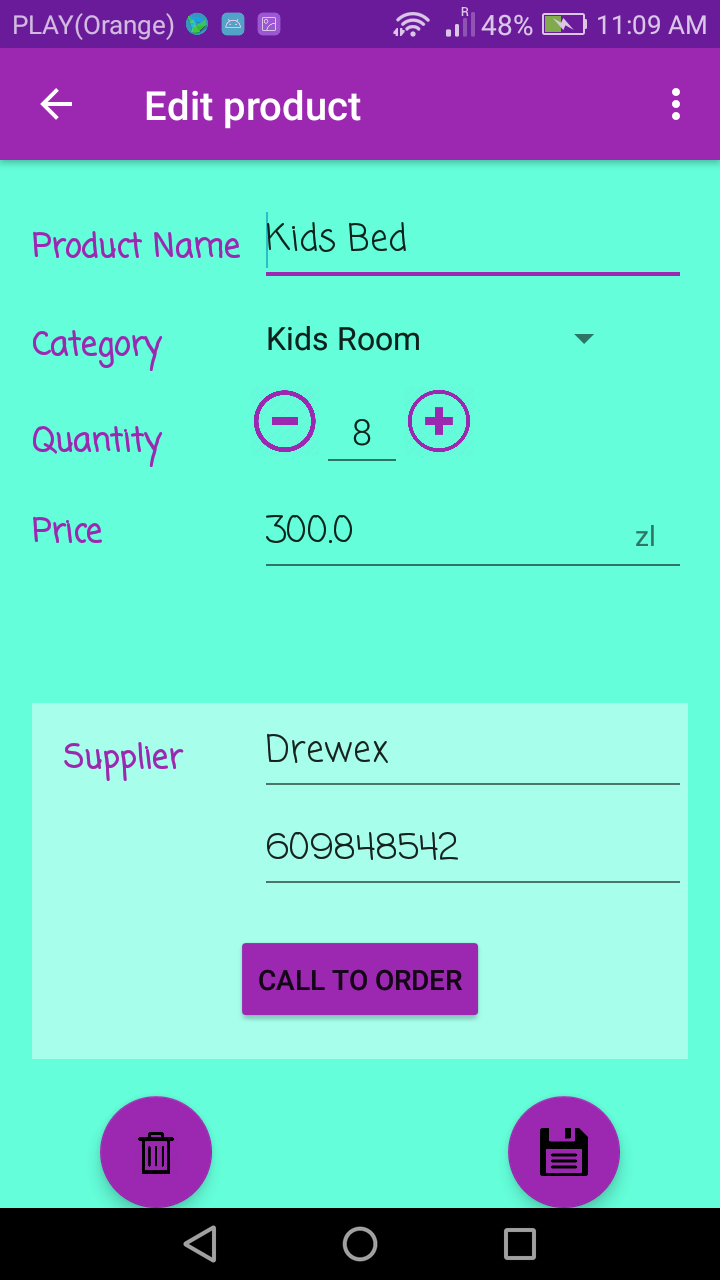 PLAY(Orange) R 48% 11:09 AM
Edit product
Product Name Kids Bed
Category Kids Room
Quantity 8
Price 300.0 zl
Supplier Drewex
609848542
CALL TO ORDER